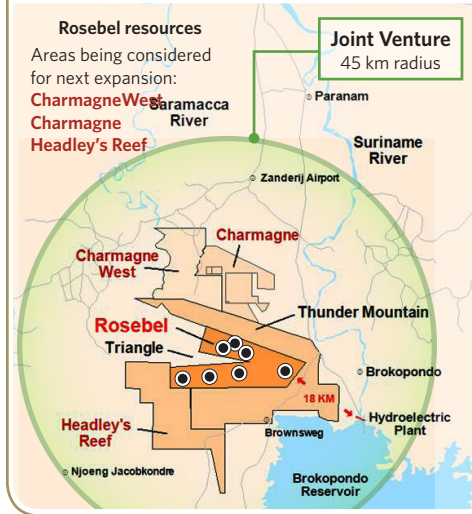 Rosebel resources
Areas being considered
for next expansion:
CharmagneWest
Charmagne
Headley's Reef
Joint Venture
45 km radius
Saramacca
River
Paranam
Suriname
River
Zanderij Airport
Charmagne
Charmagne
West
Thunder Mountain
Rosebel
Triangle
Brokopondo
18 KM
Hydroelectric
Plant
Headley's
Reef
Brownsweg
Njoeng Jacobkondre
Brokopondo
Reservoir